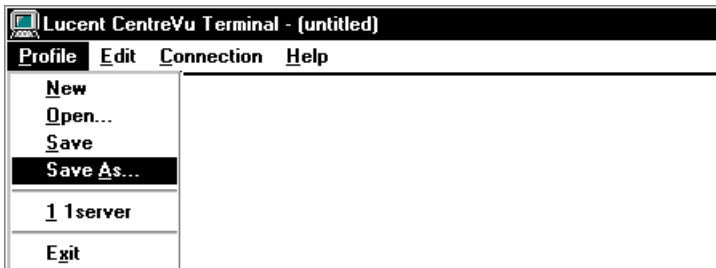 Lucent CentreVu Terminal - (untitled)
Profile Edit Connection Help
New
Open...
Save
Save As...
1 1server
Exit